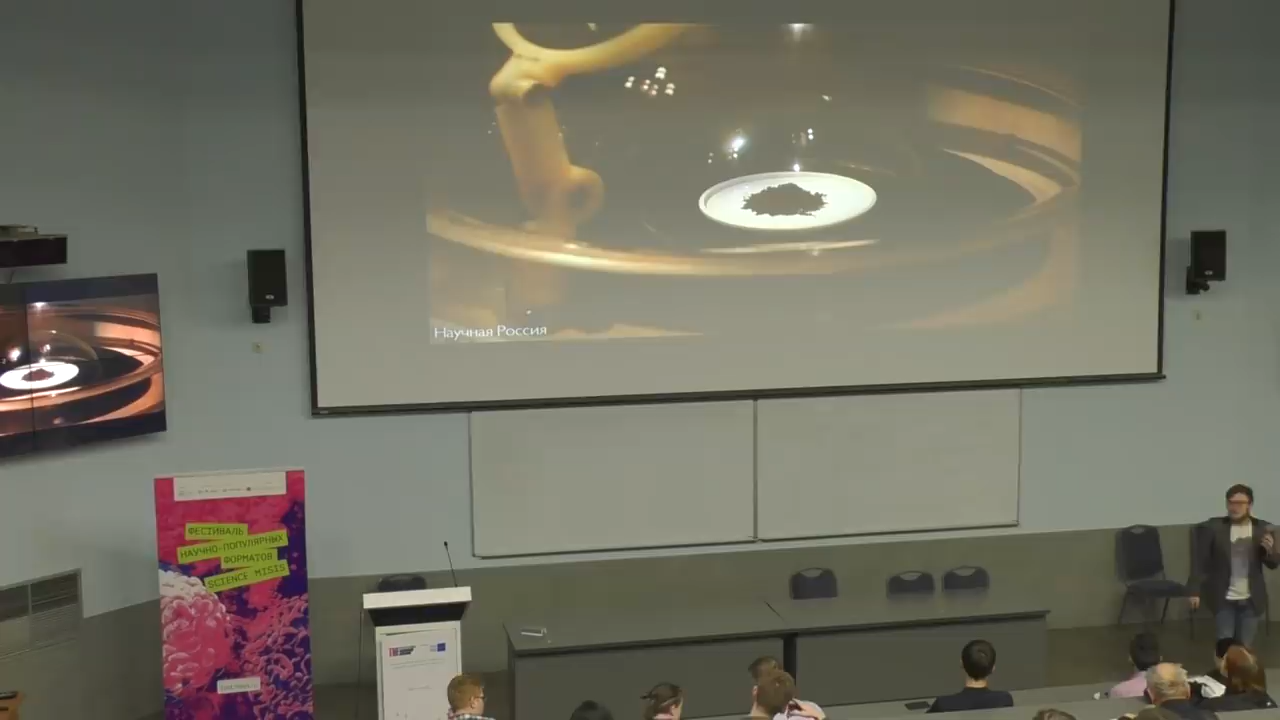 Научная Россия
ФЕСТИВАЛЬ
НАУЧНО-ПОПУЛЯРНЫХ
ФОРМАТОВ
SCIENCE MISIS